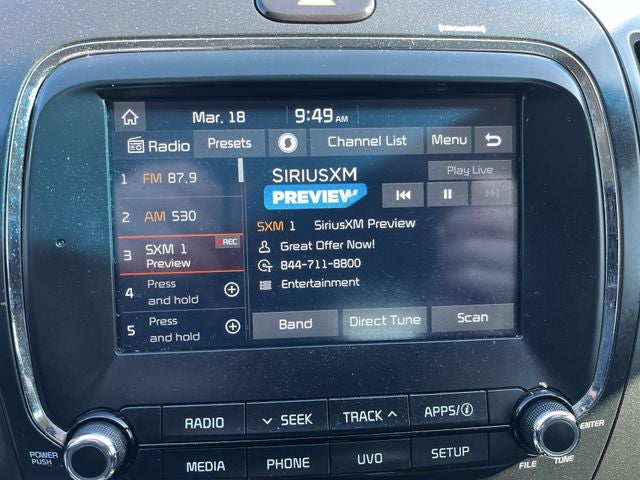 Mar. 18 9:49 AM
Radio Presets Channel List Menu
1 FM 87.9
2 AM 530
3 SXM 1 REC
Preview
4 Press
and hold
5 Press
and hold
SIRIUSXM
PREVIEW
Play Live
SXM 1 SiriusXM Preview
Great Offer Now!
844-711-8800
Entertainment
Band Direct Tune Scan
RADIO SEEK TRACK APPS/i
MEDIA PHONE UVO SETUP
POWER
PUSH
ENTER
FILE TUNE